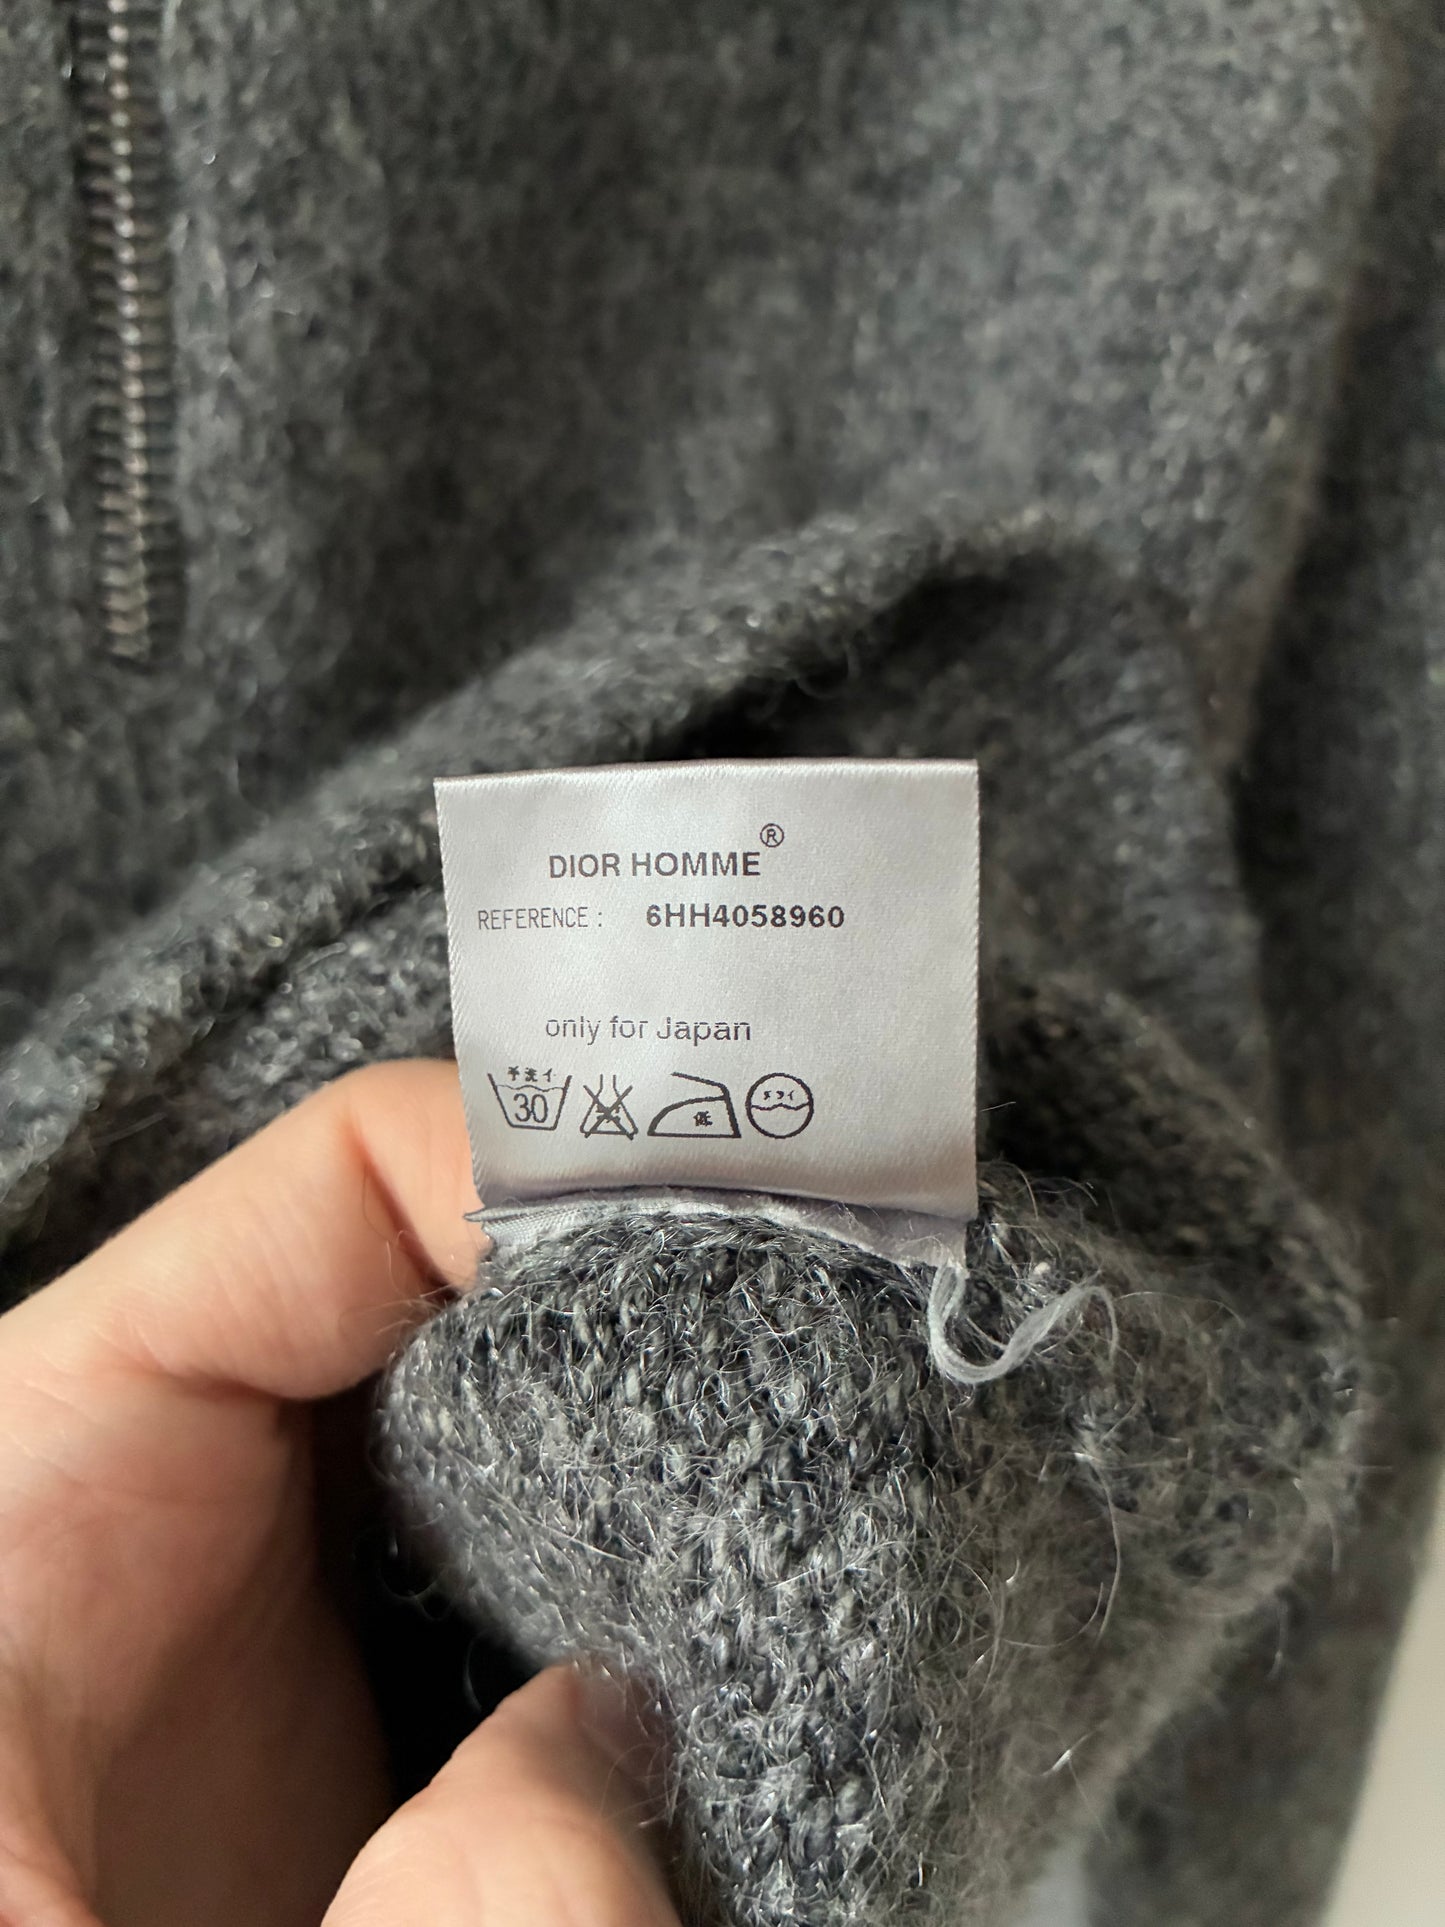 DIOR HOMME®
REFERENCE : 6HH4058960
only for Japan
手洗イ
30
低
ドライ